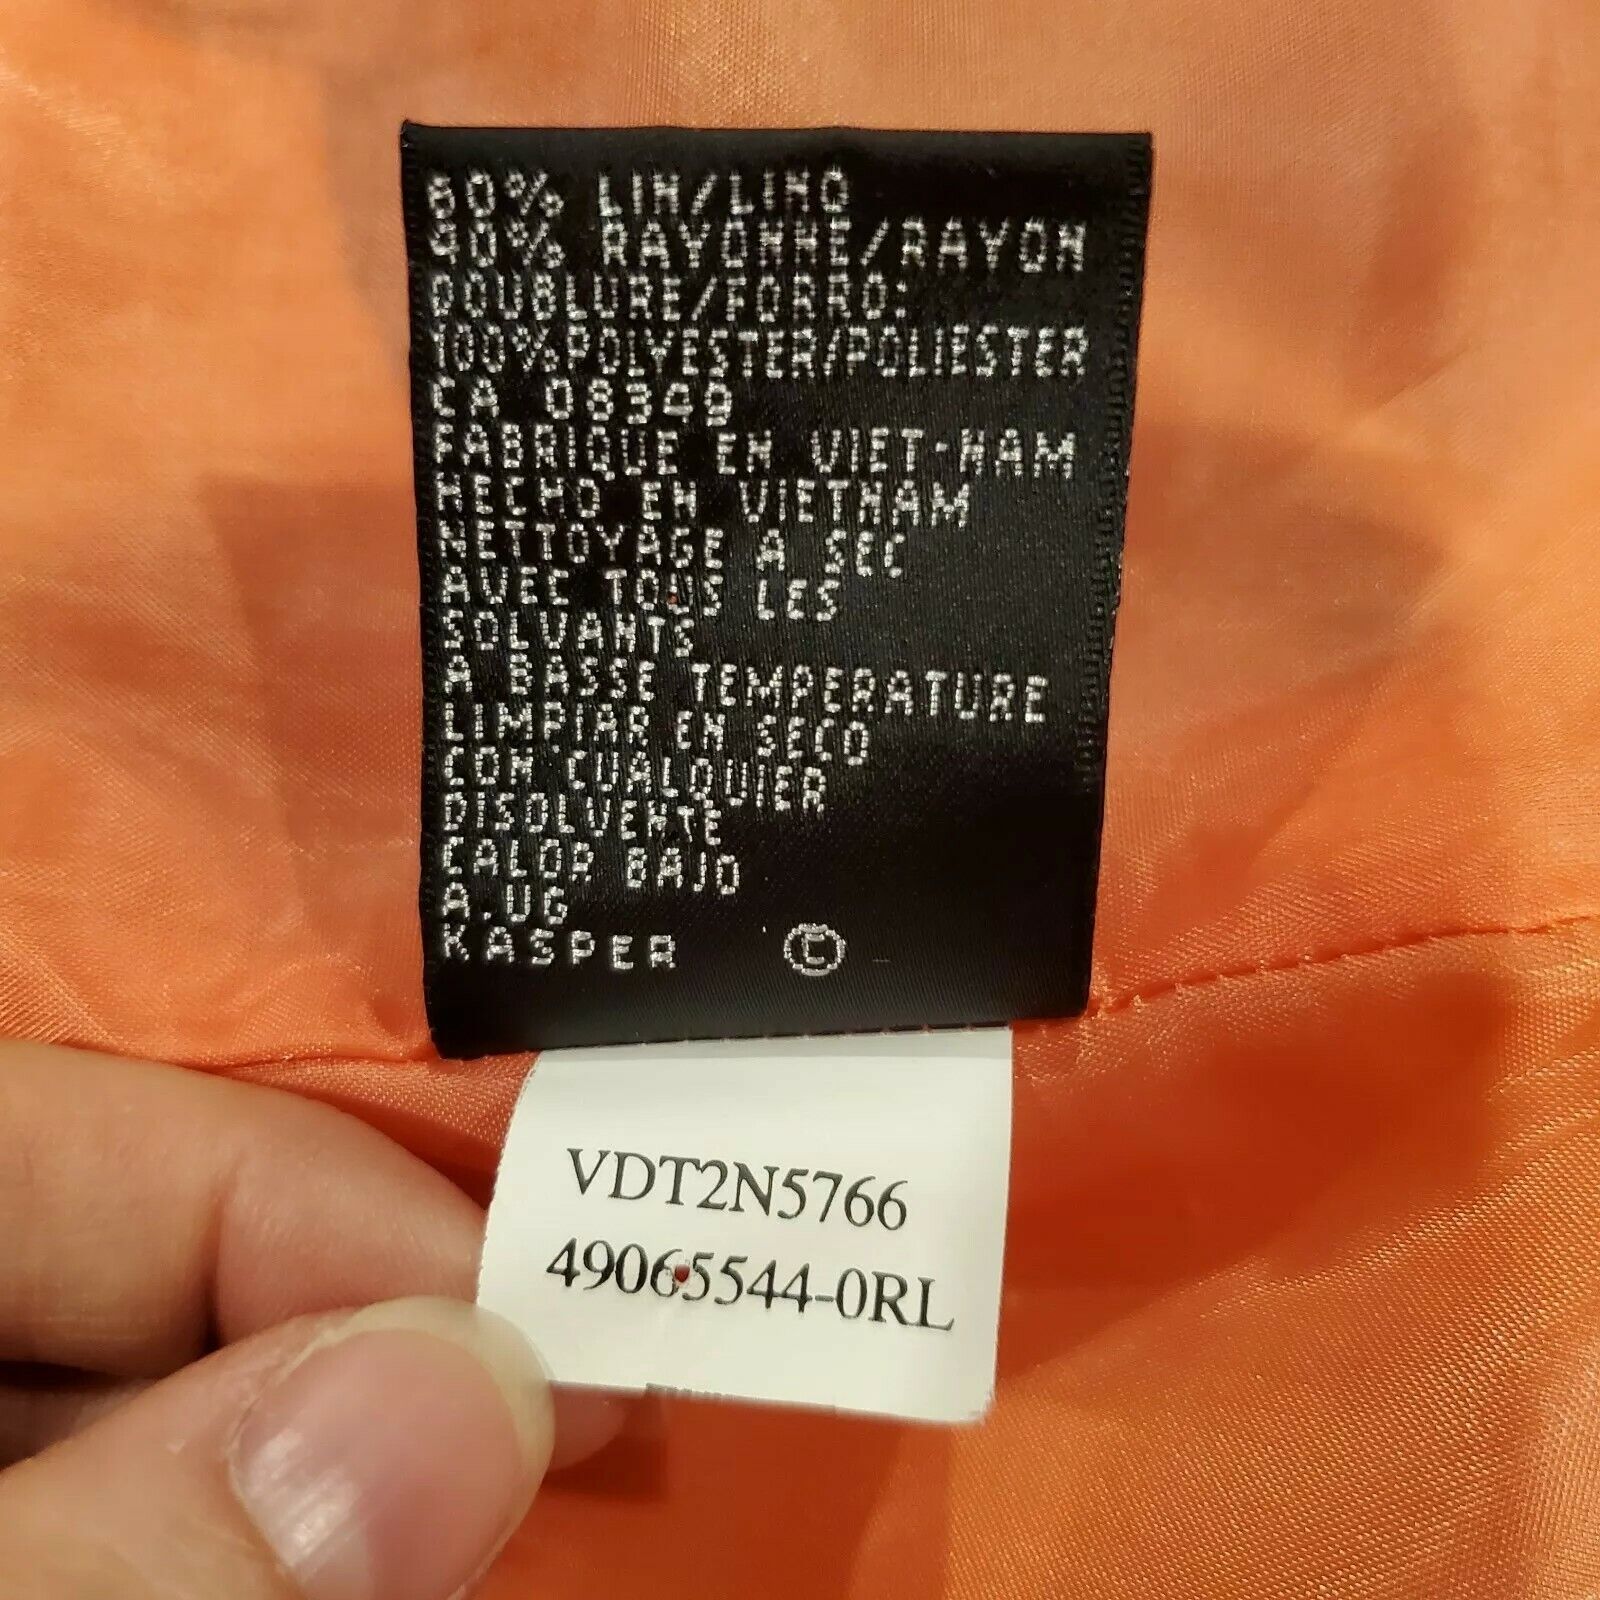 60% LIN/LINO
40% RAYONNE/RAYON
DOUBLURE/FORRO:
100%POLYESTER/POLIESTER
CA 08349
FABRIQUE EN VIET-NAM
HECHO EN VIETNAM
NETTOYAGE A SEC
AVEC TOUS LES
SOLVANTS
A BASSE TEMPERATURE
LIMPIAR EN SECO
CON CUALQUIER
DISOLVENTE
CALOR BAJO
A.UG
KASPER Ⓔ
VDT2N5766
49065544-0RL